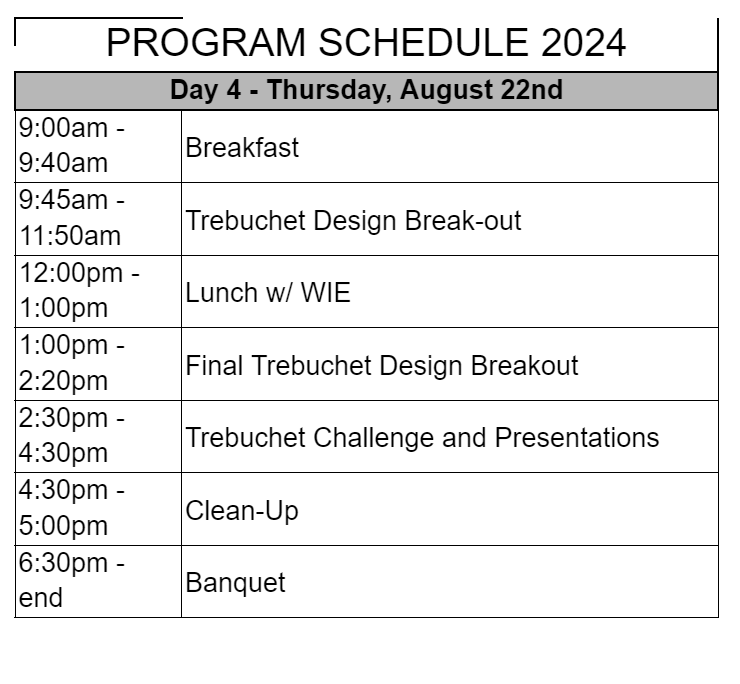 PROGRAM SCHEDULE 2024
Day 4 - Thursday, August 22nd
9:00am -
9:40am
Breakfast
9:45am -
11:50am
Trebuchet Design Break-out
12:00pm -
1:00pm
Lunch w/ WIE
1:00pm -
2:20pm
Final Trebuchet Design Breakout
2:30pm -
4:30pm
Trebuchet Challenge and Presentations
4:30pm -
5:00pm
Clean-Up
6:30pm -
end
Banquet